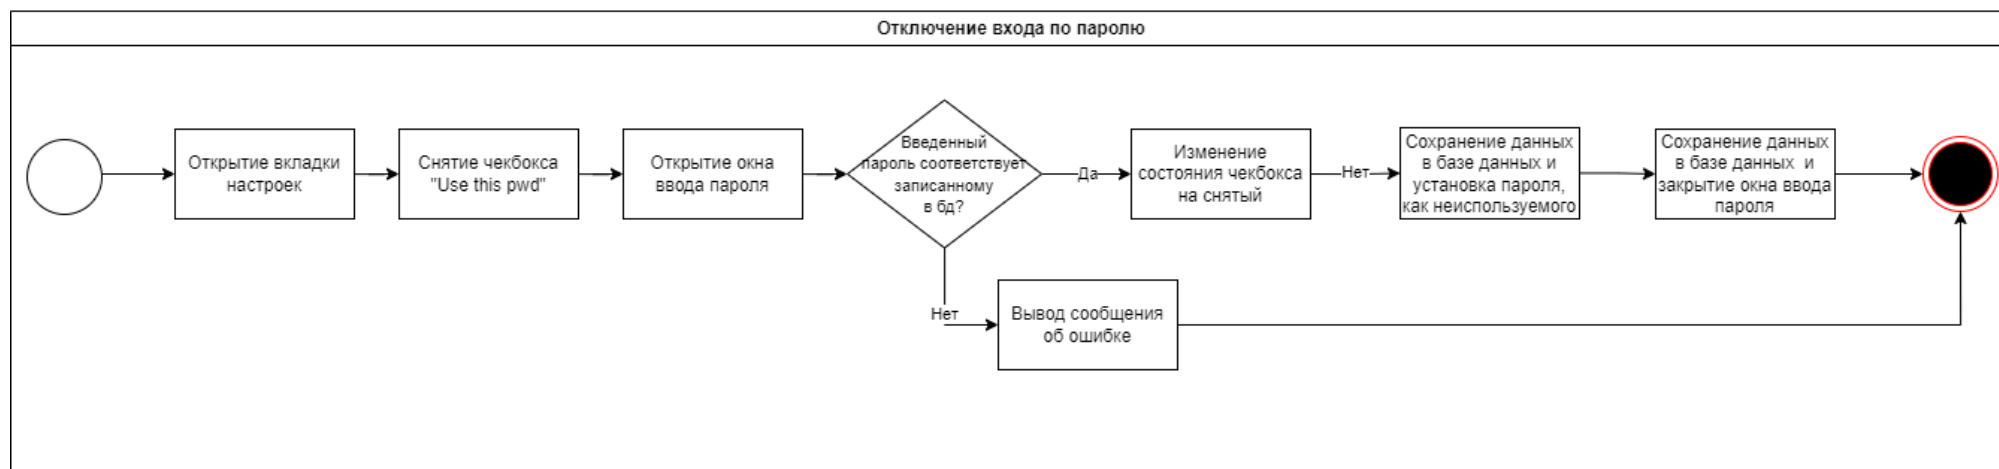 Отключение входа по паролю
Открытие вкладки
настроек
Снятие чекбокса
"Use this pwd"
Открытие окна
ввода пароля
Введенный
пароль соответствует
записанному
в бд?
Да
Изменение
состояния чекбокса
на снятый
Нет
Сохранение данных
в базе данных и
установка пароля,
как неиспользуемого
Сохранение данных
в базе данных и
закрытие окна ввода
пароля
Нет
Вывод сообщения
об ошибке